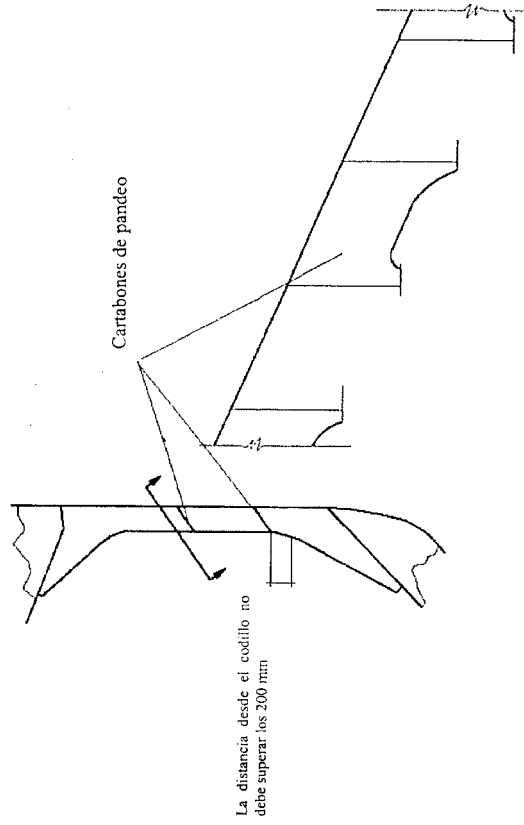 Cartabones de pandeo
La distancia desde el codillo no
debe superar los 200 mm